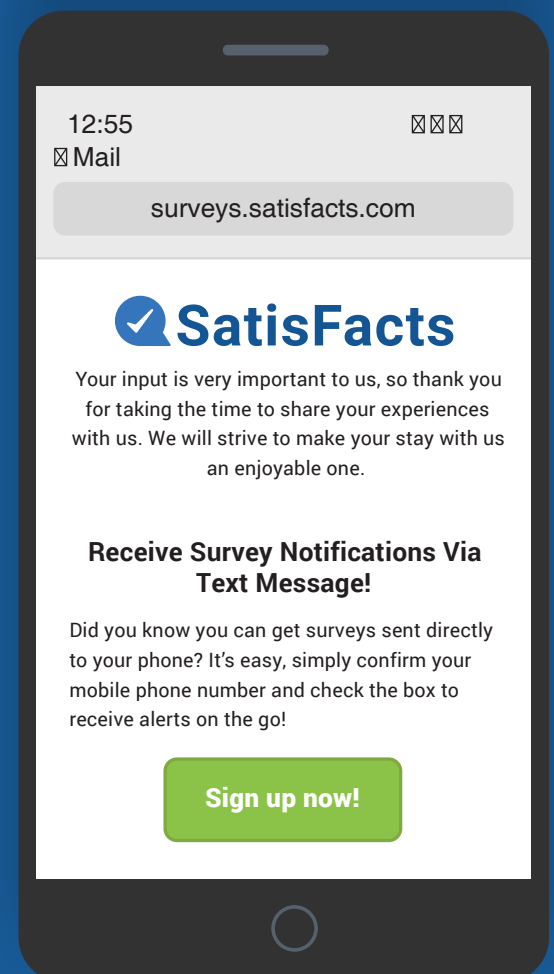 12:55
Mail
surveys.satisfacts.com
SatisFacts
Your input is very important to us, so thank you
for taking the time to share your experiences
with us. We will strive to make your stay with us
an enjoyable one.
Receive Survey Notifications Via
Text Message!
Did you know you can get surveys sent directly
to your phone? It’s easy, simply confirm your
mobile phone number and check the box to
receive alerts on the go!
Sign up now!